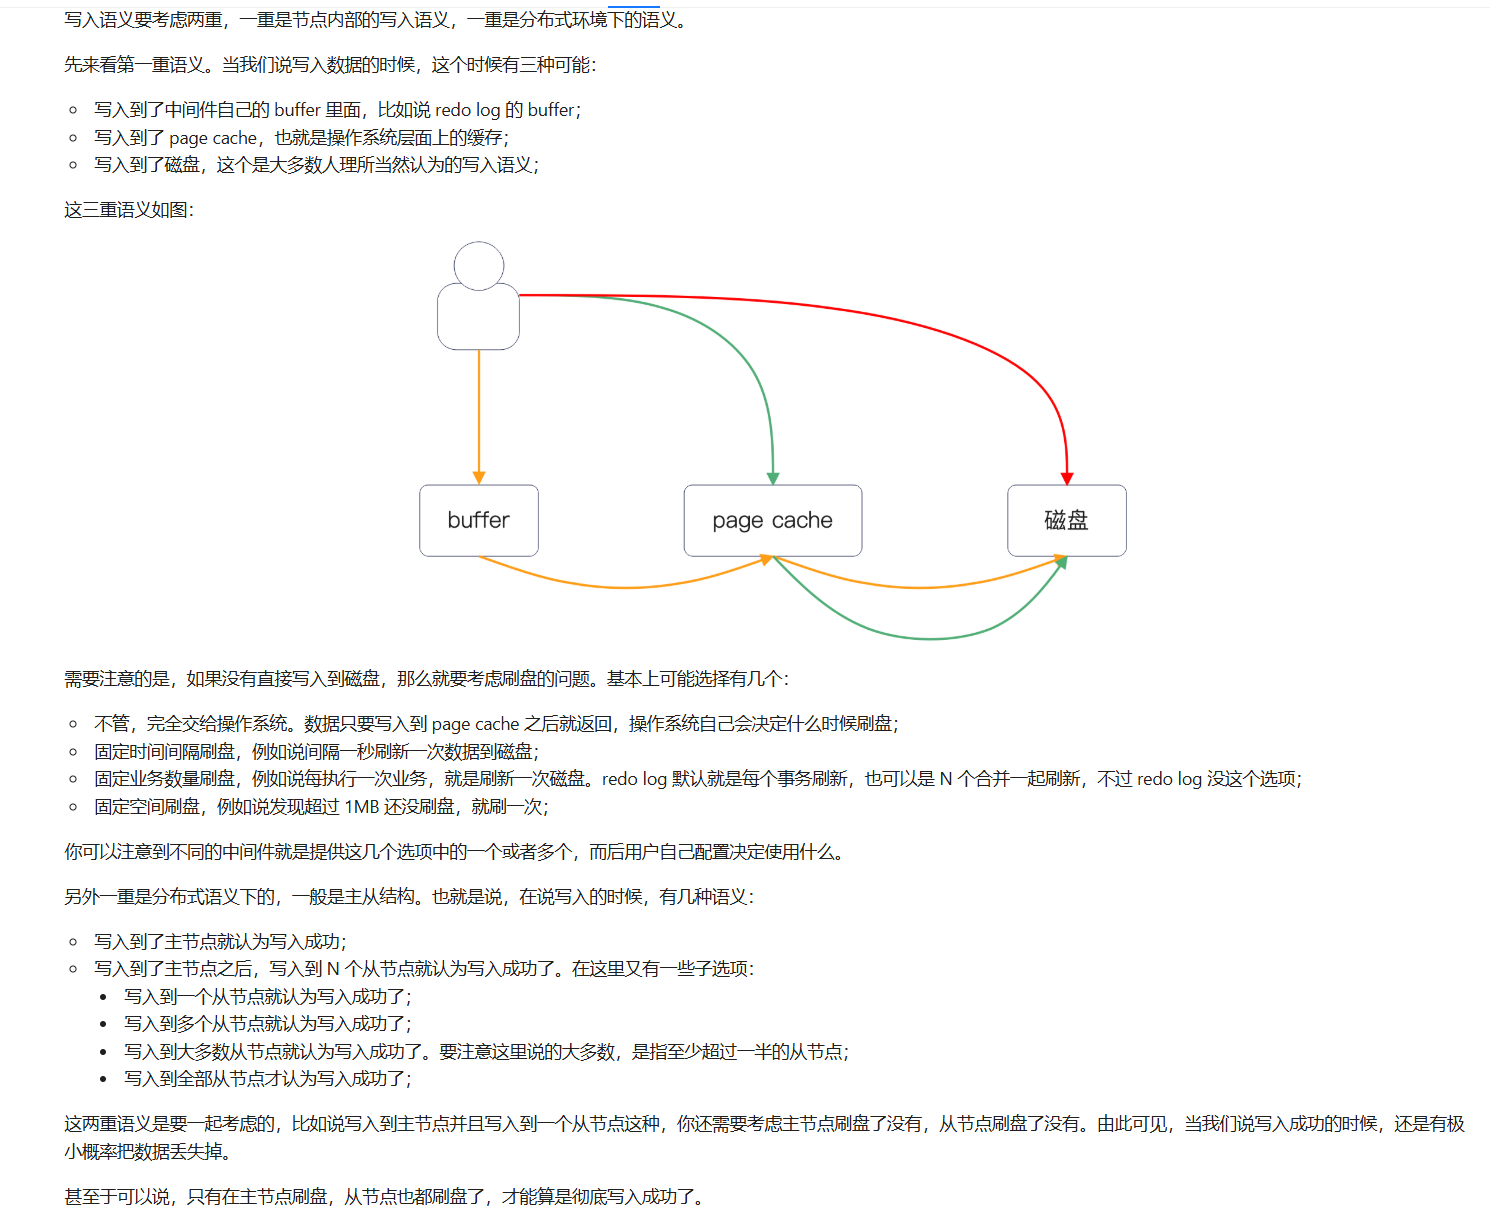 写入语义要考虑两重，一重是节点内部的写入语义，一重是分布式环境下的语义。
先来看第一重语义。当我们说写入数据的时候，这个时候有三种可能：
写入到了中间件自己的 buffer 里面，比如说 redo log 的 buffer；
写入到了 page cache，也就是操作系统层面上的缓存；
写入到了磁盘，这个是大多数人理所当然认为的写入语义；
这三重语义如图：
buffer
page cache
磁盘
需要注意的是，如果没有直接写入到磁盘，那么就要考虑刷盘的问题。基本上可能选择有几个：
不管，完全交给操作系统。数据只要写入到 page cache 之后就返回，操作系统自己会决定什么时候刷盘；
固定时间间隔刷盘，例如说间隔一秒刷新一次数据到磁盘；
固定业务数量刷盘，例如说每执行一次业务，就是刷新一次磁盘。redo log 默认就是每个事务刷新，也可以是 N 个合并一起刷新，不过 redo log 没这个选项；
固定空间刷盘，例如说发现超过 1MB 还没刷盘，就刷一次；
你可以注意到不同的中间件就是提供这几个选项中的一个或者多个，而后用户自己配置决定使用什么。
另外一重是分布式语义下的，一般是主从结构。也就是说，在说写入的时候，有几种语义：
写入到了主节点就认为写入成功；
写入到了主节点之后，写入到 N 个从节点就认为写入成功了。在这里又有一些子选项：
写入到一个从节点就认为写入成功了；
写入到多个从节点就认为写入成功了；
写入到大多数从节点就认为写入成功了。要注意这里说的大多数，是指至少超过一半的从节点；
写入到全部从节点才认为写入成功了；
这两重语义是要一起考虑的，比如说写入到主节点并且写入到一个从节点这种，你还需要考虑主节点刷盘了没有，从节点刷盘了没有。由此可见，当我们说写入成功的时候，还是有极
小概率把数据丢失掉。
甚至于可以说，只有在主节点刷盘，从节点也都刷盘了，才能算是彻底写入成功了。